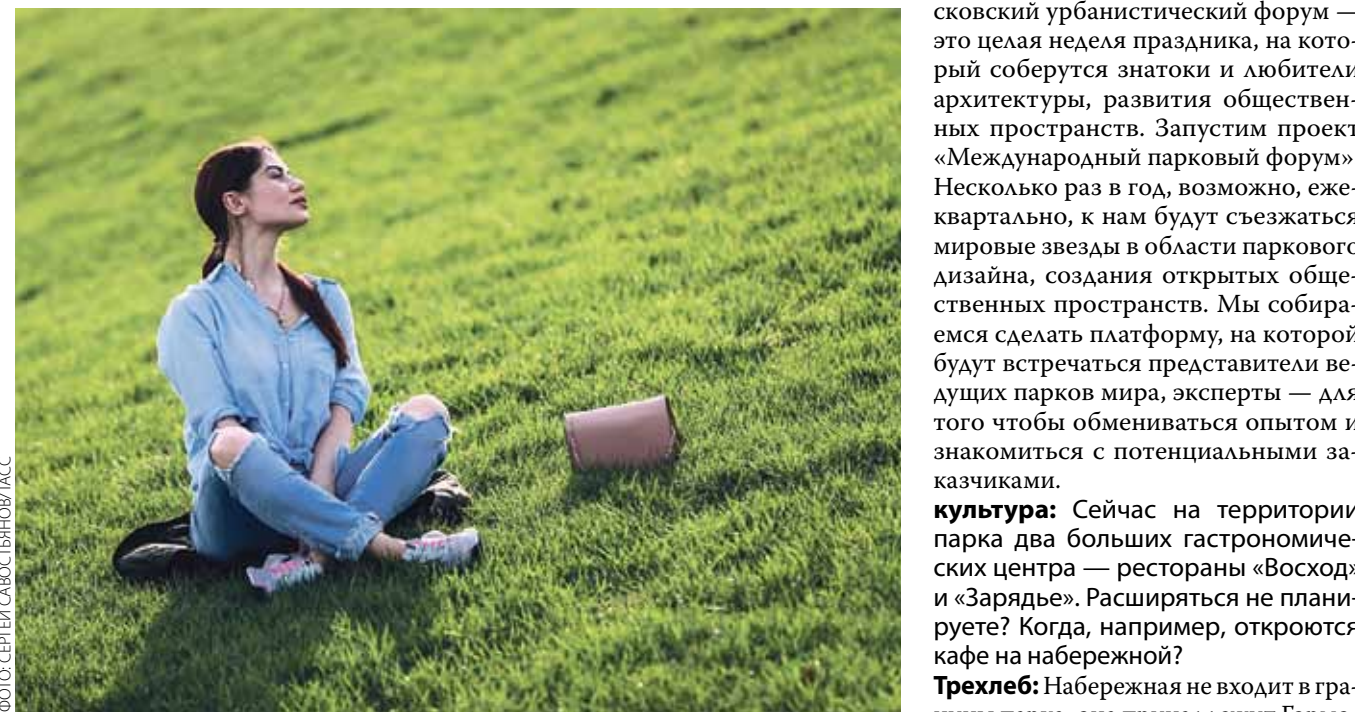 сковский урбанистический форум —
это целая неделя праздника, на кото-
рый соберутся знатоки и любители
архитектуры, развития обществен-
ных пространств. Запустим проект
«Международный парковый форум»
Несколько раз в год, возможно, еже-
квартально, к нам будут съезжаться
мировые звезды в области паркового
дизайна, создания открытых обще-
ственных пространств. Мы собира-
емся сделать платформу, на которой
будут встречаться представители ве-
дущих парков мира, эксперты — для
того чтобы обмениваться опытом и
знакомиться с потенциальными за-
казчиками.
культура: Сейчас на территории
парка два больших гастрономиче-
ских центра — рестораны «Восход»
и «Зарядье». Расширяться не плани-
руете? Когда, например, откроются
кафе на набережной?
Трехлеб: Набережная не входит в гра-
ФОТО: СЕРГЕЙ САВОСТЬЯНОВ/ТАСС